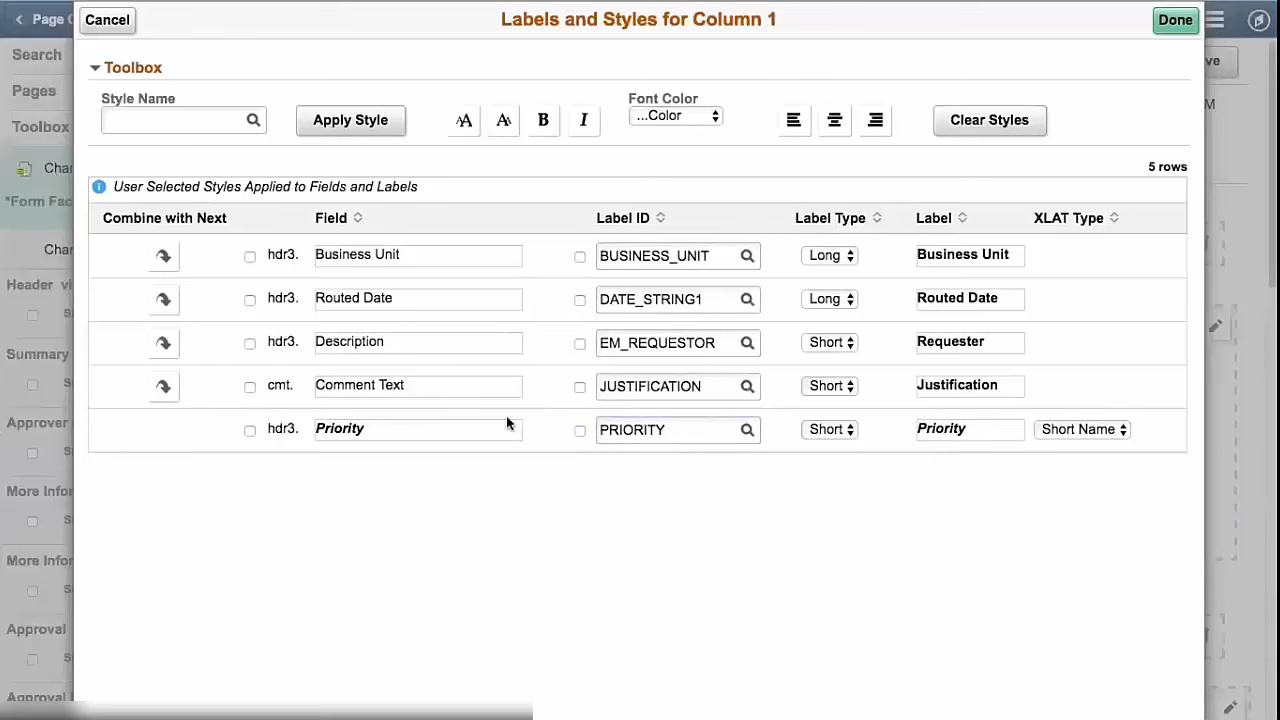 Page
Cancel
Labels and Styles for Column 1
Done
Search
Pages
Toolbox
*Form Fac
Header
Summary
Approver
More Infor
More Infor
Approval
Approval
Toolbox
Style Name
Apply Style
A
A
B
I
Font Color
...Color
Clear Styles
5 rows
User Selected Styles Applied to Fields and Labels
Combine with Next Field Label ID Label Type Label XLAT Type
hdr3. Business Unit BUSINESS_UNIT Long Business Unit
hdr3. Routed Date DATE_STRING1 Long Routed Date
hdr3. Description EM_REQUESTOR Short Requester
cmt. Comment Text JUSTIFICATION Short Justification
hdr3. Priority PRIORITY Short Priority Short Name